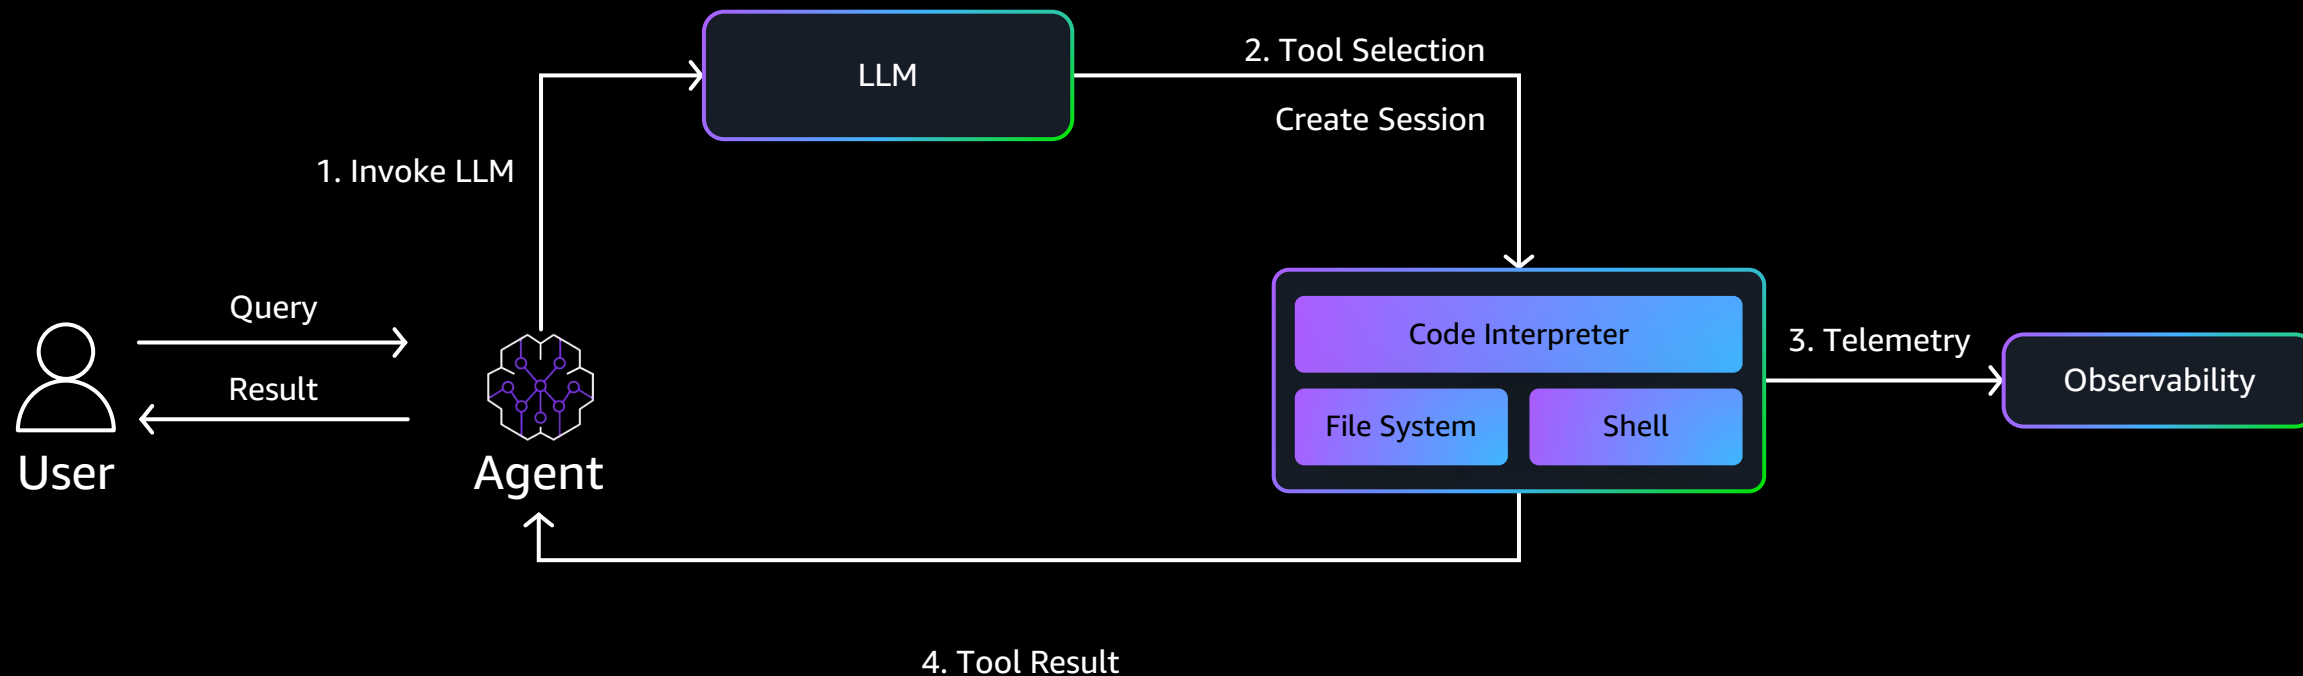 LLM
2. Tool Selection
Create Session
1. Invoke LLM
Query
Result
User
Agent
Code Interpreter
File System
Shell
3. Telemetry
Observability
4. Tool Result